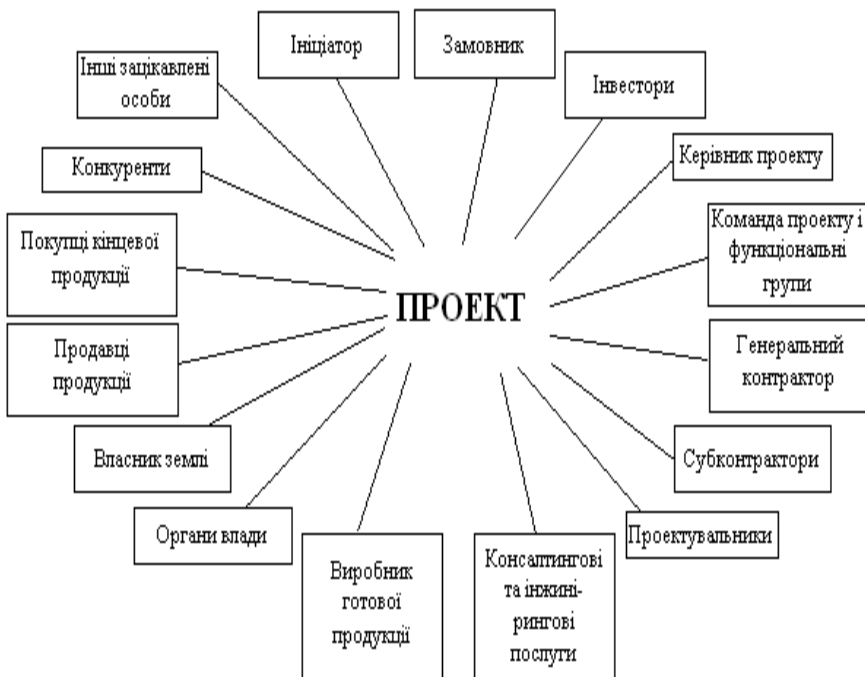 Ініціатор
Замовник
Інші зацікавлені
особи
Інвестори
Конкуренти
Керівник проекту
Покупці кінцевої
продукції
Команда проекту і
функціональні
групи
ПРОЕКТ
Продавці
продукції
Генеральний
контрактор
Власник землі
Субконтрактори
Органи влади
Проектувальники
Виробник
готової
продукції
Консалтингові
та інжині-
рингові
послуги